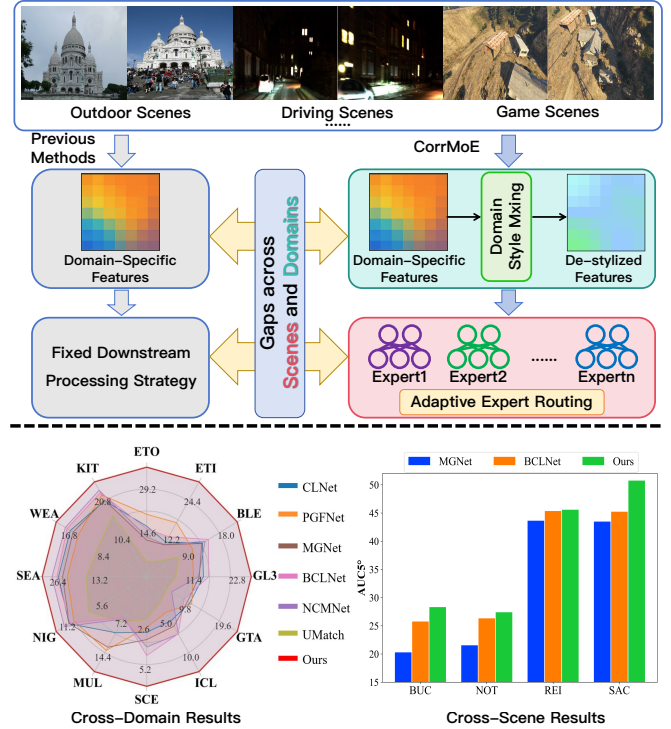 Outdoor Scenes
Driving Scenes
Game Scenes
......
Previous
Methods
CorrMoE
Domain-Specific
Features
Gaps across
Scenes and Domains
Domain-Specific
Features
Domain
Style Mxing
De-stylized
Features
Fixed Downstream
Processing Strategy
Expert1
Expert2
......
Expertn
Adaptive Expert Routing
ETO
ETI
BLE
GL3
GTA
ICL
SCE
MUL
NIG
SEA
WEA
KIT
29.2
14.6
24.4
12.2
18.0
9.0
22.8
11.4
19.6
9.8
10.0
5.0
5.2
2.6
14.4
7.2
11.2
5.6
26.4
13.2
16.8
8.4
20.8
10.4
CLNet
PGFNet
MGNet
BCLNet
NCMNet
UMatch
Ours
Cross-Domain Results
MGNet
BCLNet
Ours
AUC5°
50
45
40
35
30
25
20
15
BUC
NOT
REI
SAC
Cross-Scene Results